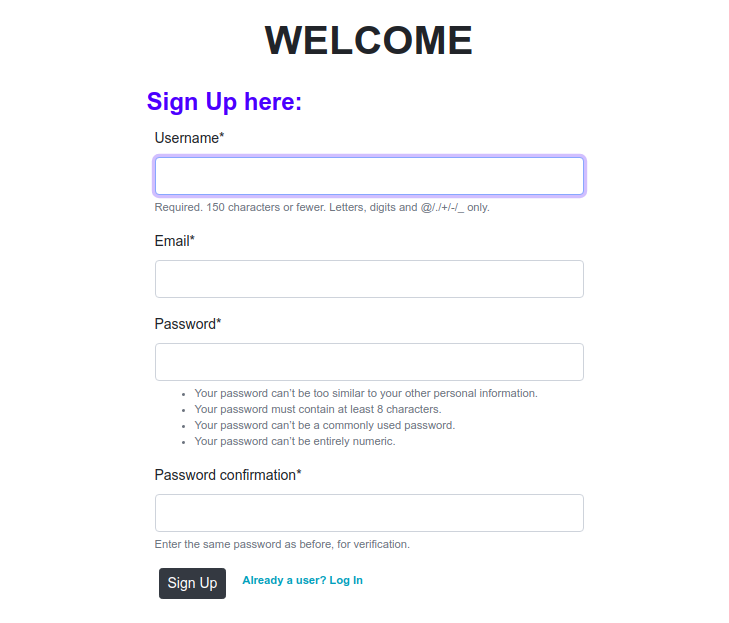 WELCOME
Sign Up here:
Username*
Required. 150 characters or fewer. Letters, digits and @/./+/-/_ only.
Email*
Password*
• Your password can’t be too similar to your other personal information.
• Your password must contain at least 8 characters.
• Your password can’t be a commonly used password.
• Your password can’t be entirely numeric.
Password confirmation*
Enter the same password as before, for verification.
Sign Up Already a user? Log In